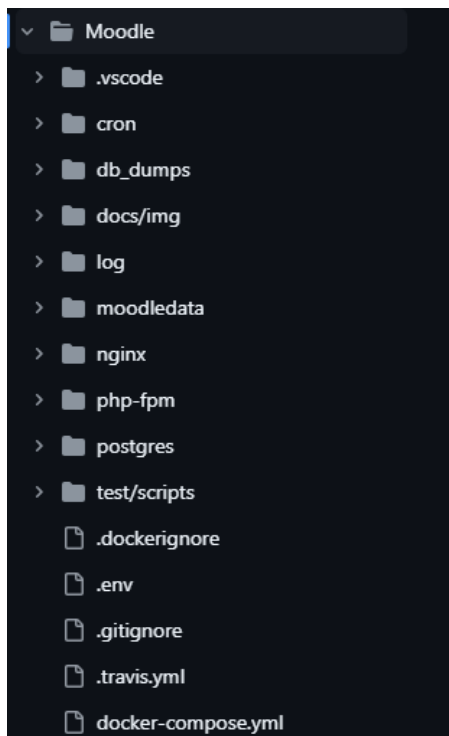 Moodle
.vscode
cron
db_dumps
docs/img
log
moodledata
nginx
php-fpm
postgres
test/scripts
.dockerignore
.env
.gitignore
.travis.yml
docker-compose.yml